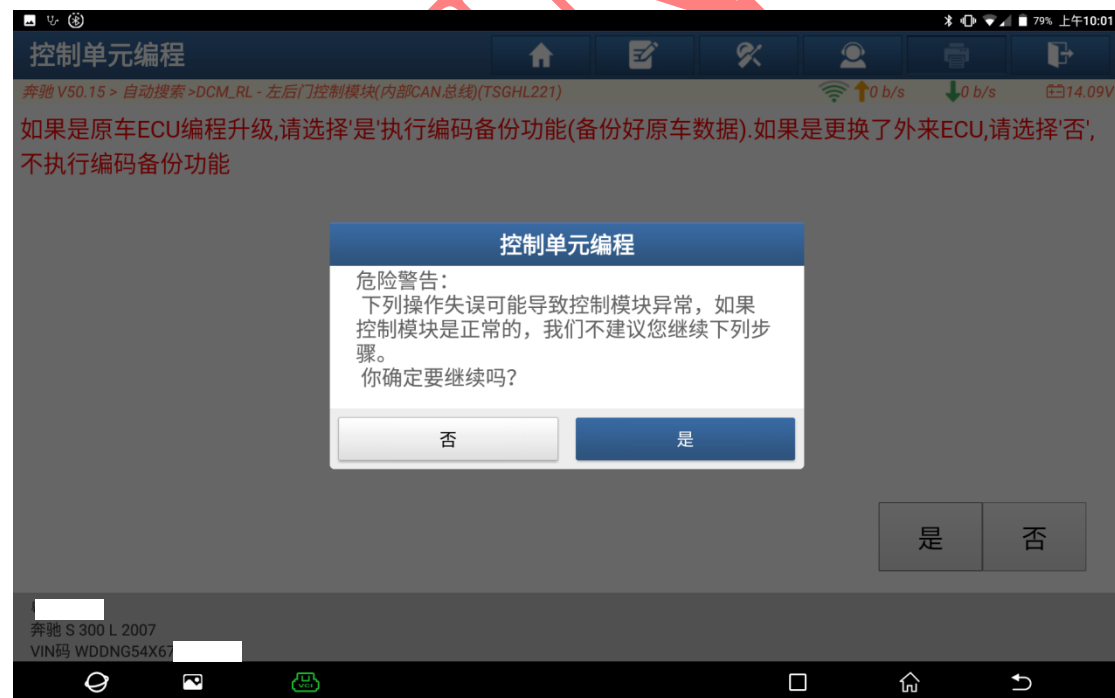 79% 上午10:01
控制单元编程
奔驰 V50.15 > 自动搜索 >DCM_RL - 左后门控制模块(内部CAN总线)(TSGHL221)
0 b/s
0 b/s
14.09V
如果是原车ECU编程升级,请选择'是'执行编码备份功能(备份好原车数据).如果是更换了外来ECU,请选择'否',
不执行编码备份功能
控制单元编程
危险警告:
下列操作失误可能导致控制模块异常，如果
控制模块是正常的，我们不建议您继续下列步
骤。
你确定要继续吗?
否
是
是
否
奔驰 S 300 L 2007
VIN码 WDDNG54X67
VCI